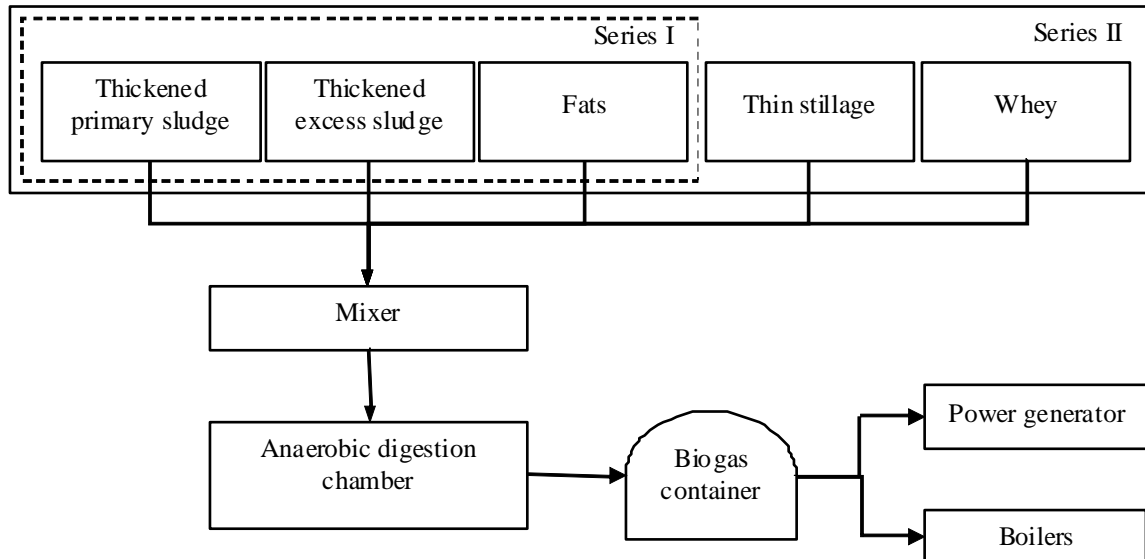 Series I
Series II
Thickened
primary sludge
Thickened
excess sludge
Fats
Thin stillage
Whey
Mixer
Anaerobic digestion
chamber
Biogas
container
Power generator
Boilers